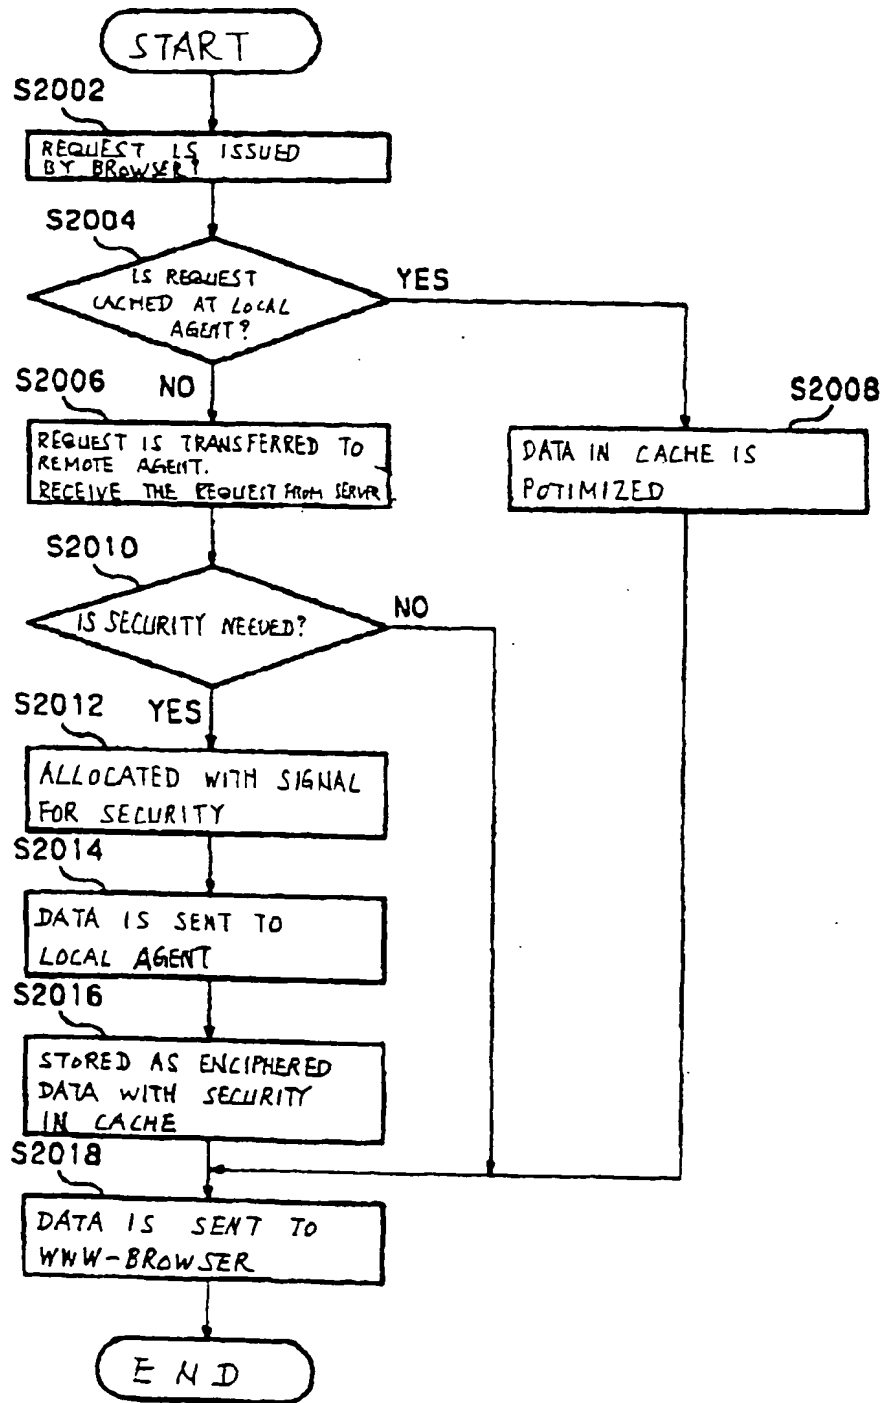 START
S2002
REQUEST IS ISSUED
BY BROWSER?
S2004
IS REQUEST
CACHED AT LOCAL
AGENT?
YES
NO
S2006
REQUEST IS TRANSFERRED TO
REMOTE AGENT.
RECEIVE THE REQUEST FROM SERVER
S2008
DATA IN CACHE IS
POTIMIZED
S2010
IS SECURITY NEEDED?
NO
S2012
YES
ALLOCATED WITH SIGNAL
FOR SECURITY
S2014
DATA IS SENT TO
LOCAL AGENT
S2016
STORED AS ENCIPHERED
DATA WITH SECURITY
IN CACHE
S2018
DATA IS SENT TO
WWW-BROWSER
END